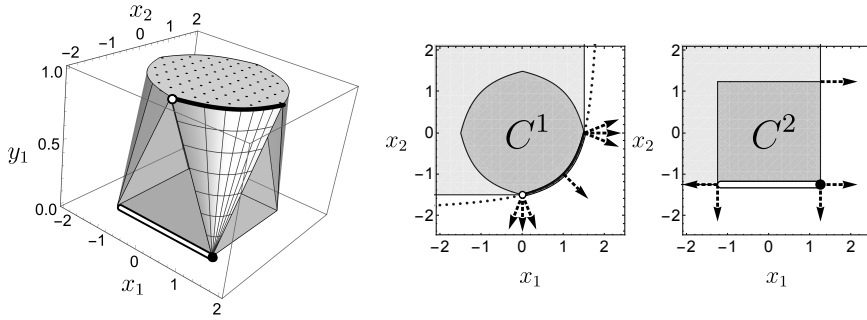 x₂
−2 −1 0 1 2
1.0
y₁ 0.5
0.0
−2 −1 0 1 2
x₁
2
1
x₂ 0 C¹
−1
−2
−2 −1 0 1 2
x₁
2
1
x₂ 0 C²
−1
−2
−2 −1 0 1 2
x₁